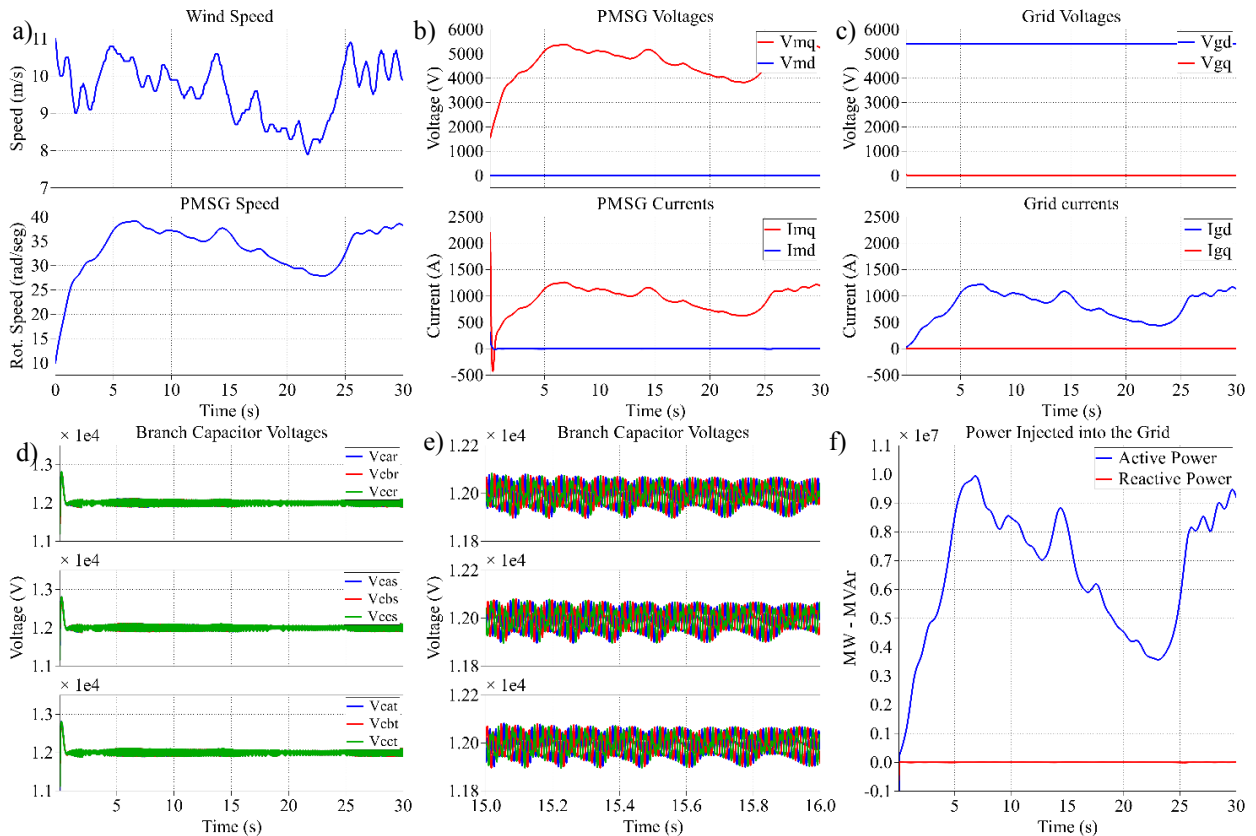 a)
Wind Speed
11
10
9
8
7
Speed (m/s)
PMSG Speed
40
35
30
25
20
15
10
Rot. Speed (rad/seg)
0 5 10 15 20 25 30
Time (s)
b)
PMSG Voltages
6000
5000
4000
3000
2000
1000
0
Voltage (V)
Vmq
Vmd
PMSG Currents
2500
2000
1500
1000
500
0
-500
Current (A)
Imq
Imd
5 10 15 20 25 30
Time (s)
c)
Grid Voltages
6000
5000
4000
3000
2000
1000
0
Voltage (V)
Vgd
Vgq
Grid currents
2500
2000
1500
1000
500
0
-500
Current (A)
Igd
Igq
5 10 15 20 25 30
Time (s)
d)
× 1e4
Branch Capacitor Voltages
1.3
1.2
1.1
Vcar
Vcbr
Vccr
× 1e4
1.3
1.2
1.1
Voltage (V)
Vcas
Vcbs
Vccs
× 1e4
1.3
1.2
1.1
Vcat
Vcbt
Vcct
5 10 15 20 25 30
Time (s)
e)
× 1e4
Branch Capacitor Voltages
1.22
1.20
1.18
× 1e4
1.22
1.20
1.18
Voltage (V)
× 1e4
1.22
1.20
1.18
15.0 15.2 15.4 15.6 15.8 16.0
Time (s)
f)
× 1e7
Power Injected into the Grid
1.1
1.0
0.9
0.8
0.7
0.6
0.5
0.4
0.3
0.2
0.1
0.0
-0.1
MW - MVAr
Active Power
Reactive Power
5 10 15 20 25 30
Time (s)